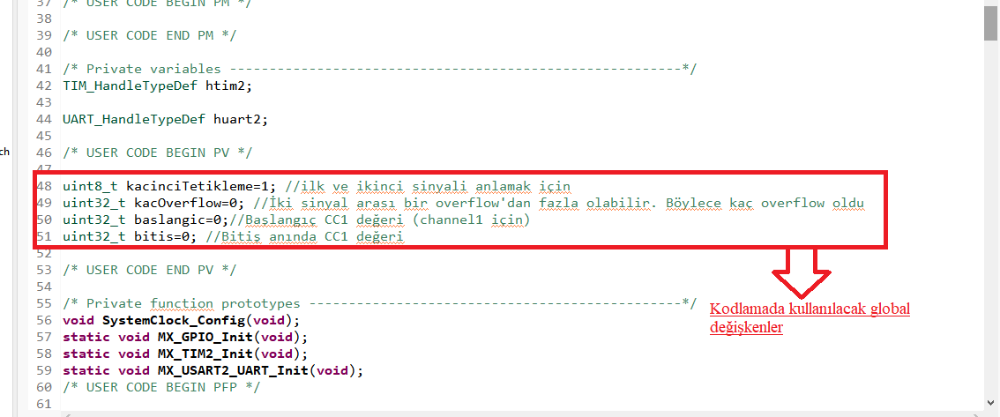 37 /* USER CODE BEGIN PM */
38
39 /* USER CODE END PM */
40
41 /* Private variables ---------------------------------------------------------*/
42 TIM_HandleTypeDef htim2;
43
44 UART_HandleTypeDef huart2;
45
46 /* USER CODE BEGIN PV */
47
48 uint8_t kacinciTetikleme=1; //ilk ve ikinci sinyali anlamak için
49 uint32_t kacOverflow=0; //İki sinyal arası bir overflow'dan fazla olabilir. Böylece kaç overflow oldu
50 uint32_t baslangic=0;//Başlangıç CC1 değeri (channel1 için)
51 uint32_t bitis=0; //Bitiş anında CC1 değeri
52
53 /* USER CODE END PV */
54
55 /* Private function prototypes -----------------------------------------------*/
56 void SystemClock_Config(void);
57 static void MX_GPIO_Init(void);
58 static void MX_TIM2_Init(void);
59 static void MX_USART2_UART_Init(void);
60 /* USER CODE BEGIN PFP */
61
ch
Kodlamada kullanılacak global
değişkenler